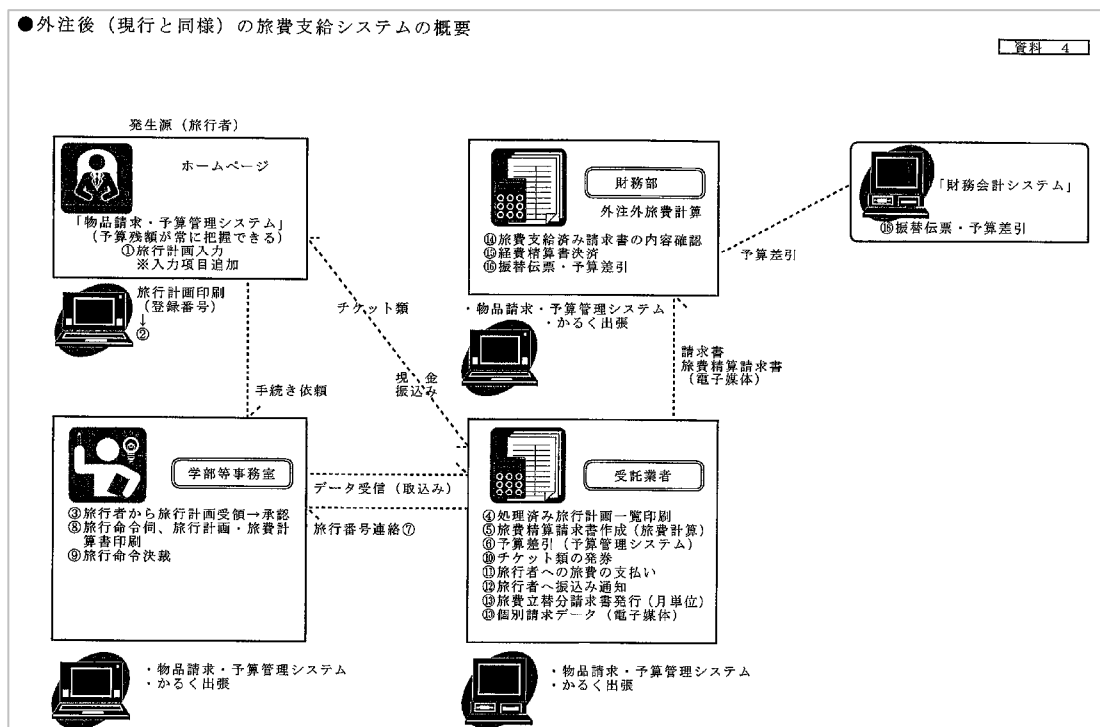 ●外注後（現行と同様）の旅費支給システムの概要
資料　4
発生源（旅行者）
ホームページ
「物品請求・予算管理システム」
（予算残額が常に把握できる）
①旅行計画入力
※入力項目追加
旅行計画印刷
（登録番号）
↓
②
手続き依頼
チケット類
現　金
振込み
財務部
外注外旅費計算
⑭旅費支給済み請求書の内容確認
⑮経費精算書決済
⑯振替伝票・予算差引
・物品請求・予算管理システム
・かるく出張
予算差引
「財務会計システム」
⑯振替伝票・予算差引
請求書
旅費精算請求書
（電子媒体）
学部等事務室
③旅行者から旅行計画受領→承認
⑧旅行命令伺、旅行計画・旅費計
算書印刷
⑨旅行命令決裁
データ受信（取込み）
旅行番号連絡⑦
受託業者
④処理済み旅行計画一覧印刷
⑤旅費精算請求書作成（旅費計算）
⑥予算差引（予算管理システム）
⑩チケット類の発券
⑪旅行者への旅費の支払い
⑫旅行者へ振込み通知
⑬旅費立替分請求書発行（月単位）
⑬個別請求データ（電子媒体）
・物品請求・予算管理システム
・かるく出張
・物品請求・予算管理システム
・かるく出張